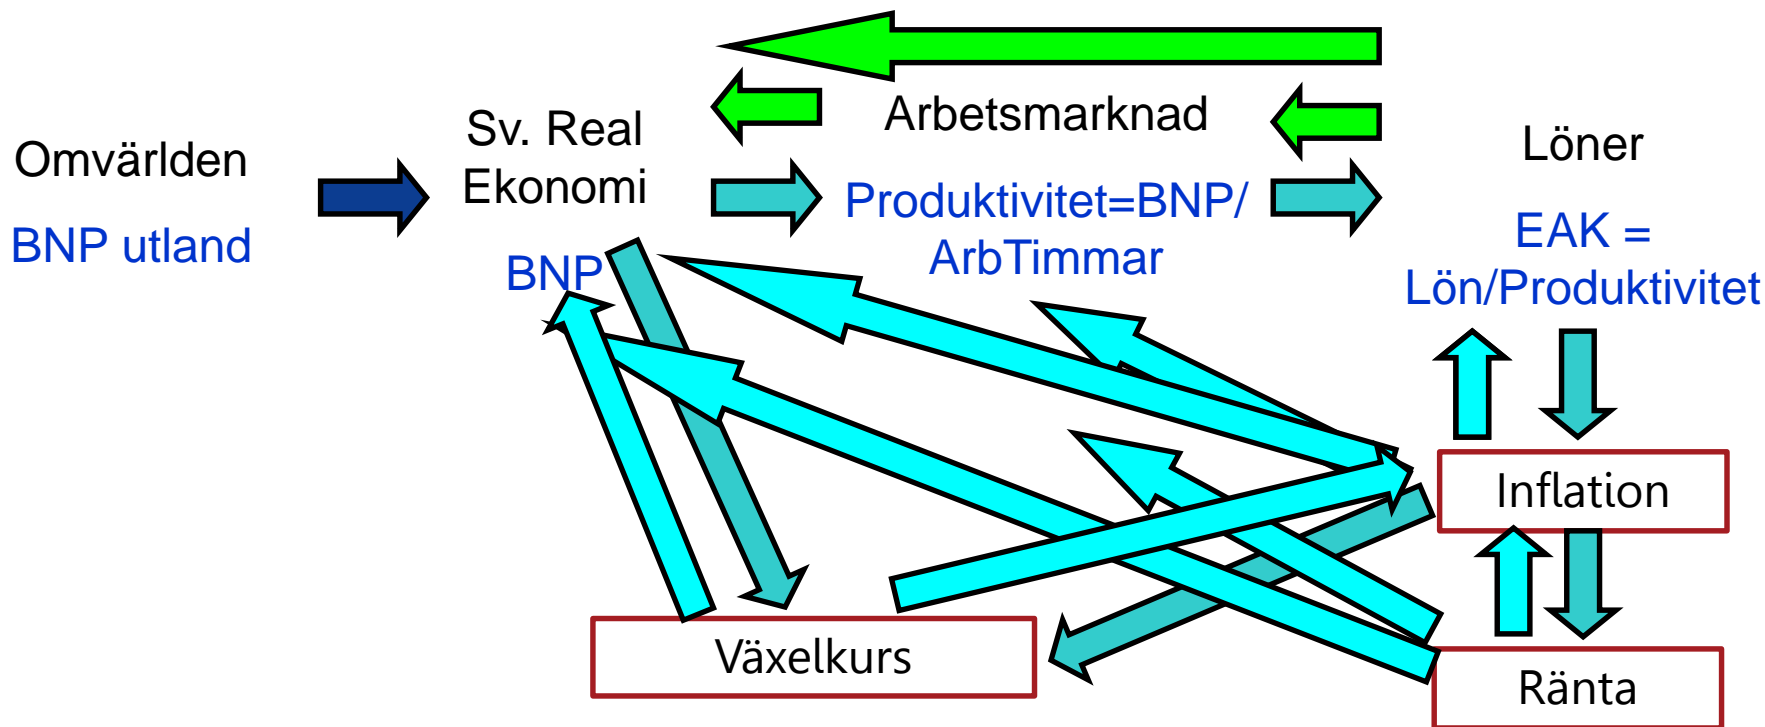 Omvärlden
BNP utland
Sv. Real
Ekonomi
BNP
Arbetsmarknad
Produktivitet=BNP/
ArbTimmar
Löner
EAK =
Lön/Produktivitet
Inflation
Växelkurs
Ränta